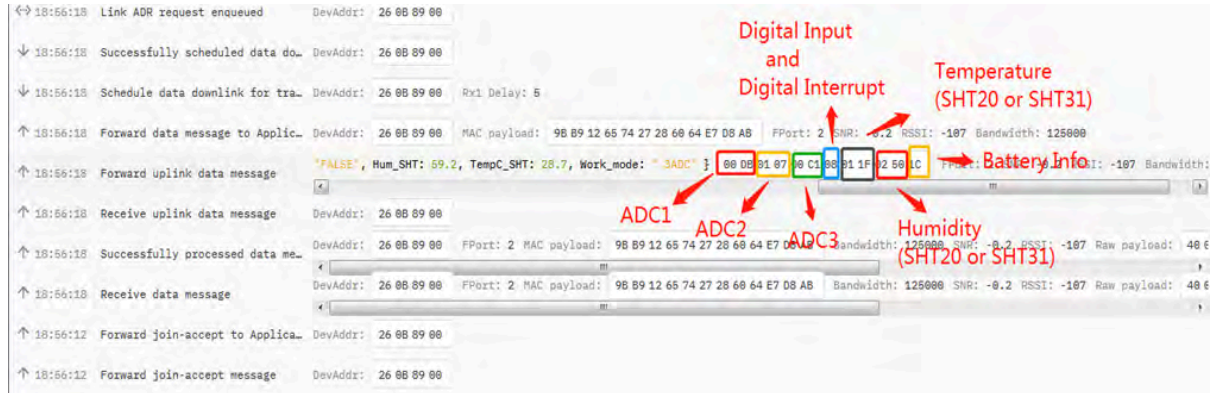 18:56:18 Link ADR request enqueued DevAddr: 26 0B 89 00
Digital Input
and
Digital Interrupt
18:56:18 Successfully scheduled data do… DevAddr: 26 0B 89 00
Temperature
(SHT20 or SHT31)
18:56:18 Schedule data downlink for tra… DevAddr: 26 0B 89 00 Rx1 Delay: 5
18:56:18 Forward data message to Applic… DevAddr: 26 0B 89 00 MAC payload: 9B B9 12 65 74 27 28 60 64 E7 D8 AB FPort: 2 SNR: -0.2 RSSI: -107 Bandwidth: 125000
18:56:18 Forward uplink data message "FALSE", Hum_SHT: 59.2, TempC_SHT: 28.7, Work_mode: " 3ADC" } 00 DB 01 07 00 C1 08 01 1F 02 50 1C Battery Info -107 Bandwidth:
ADC1
ADC2
ADC3
Humidity
(SHT20 or SHT31)
18:56:18 Receive uplink data message DevAddr: 26 0B 89 00
18:56:18 Successfully processed data me… DevAddr: 26 0B 89 00 FPort: 2 MAC payload: 9B B9 12 65 74 27 28 60 64 E7 D8 AB Bandwidth: 125000 SNR: -0.2 RSSI: -107 Raw payload: 40
18:56:18 Receive data message DevAddr: 26 0B 89 00 FPort: 2 MAC payload: 9B B9 12 65 74 27 28 60 64 E7 D8 AB Bandwidth: 125000 SNR: -0.2 RSSI: -107 Raw payload: 40
18:56:12 Forward join-accept to Applica… DevAddr: 26 0B 89 00
18:56:12 Forward join-accept message DevAddr: 26 0B 89 00